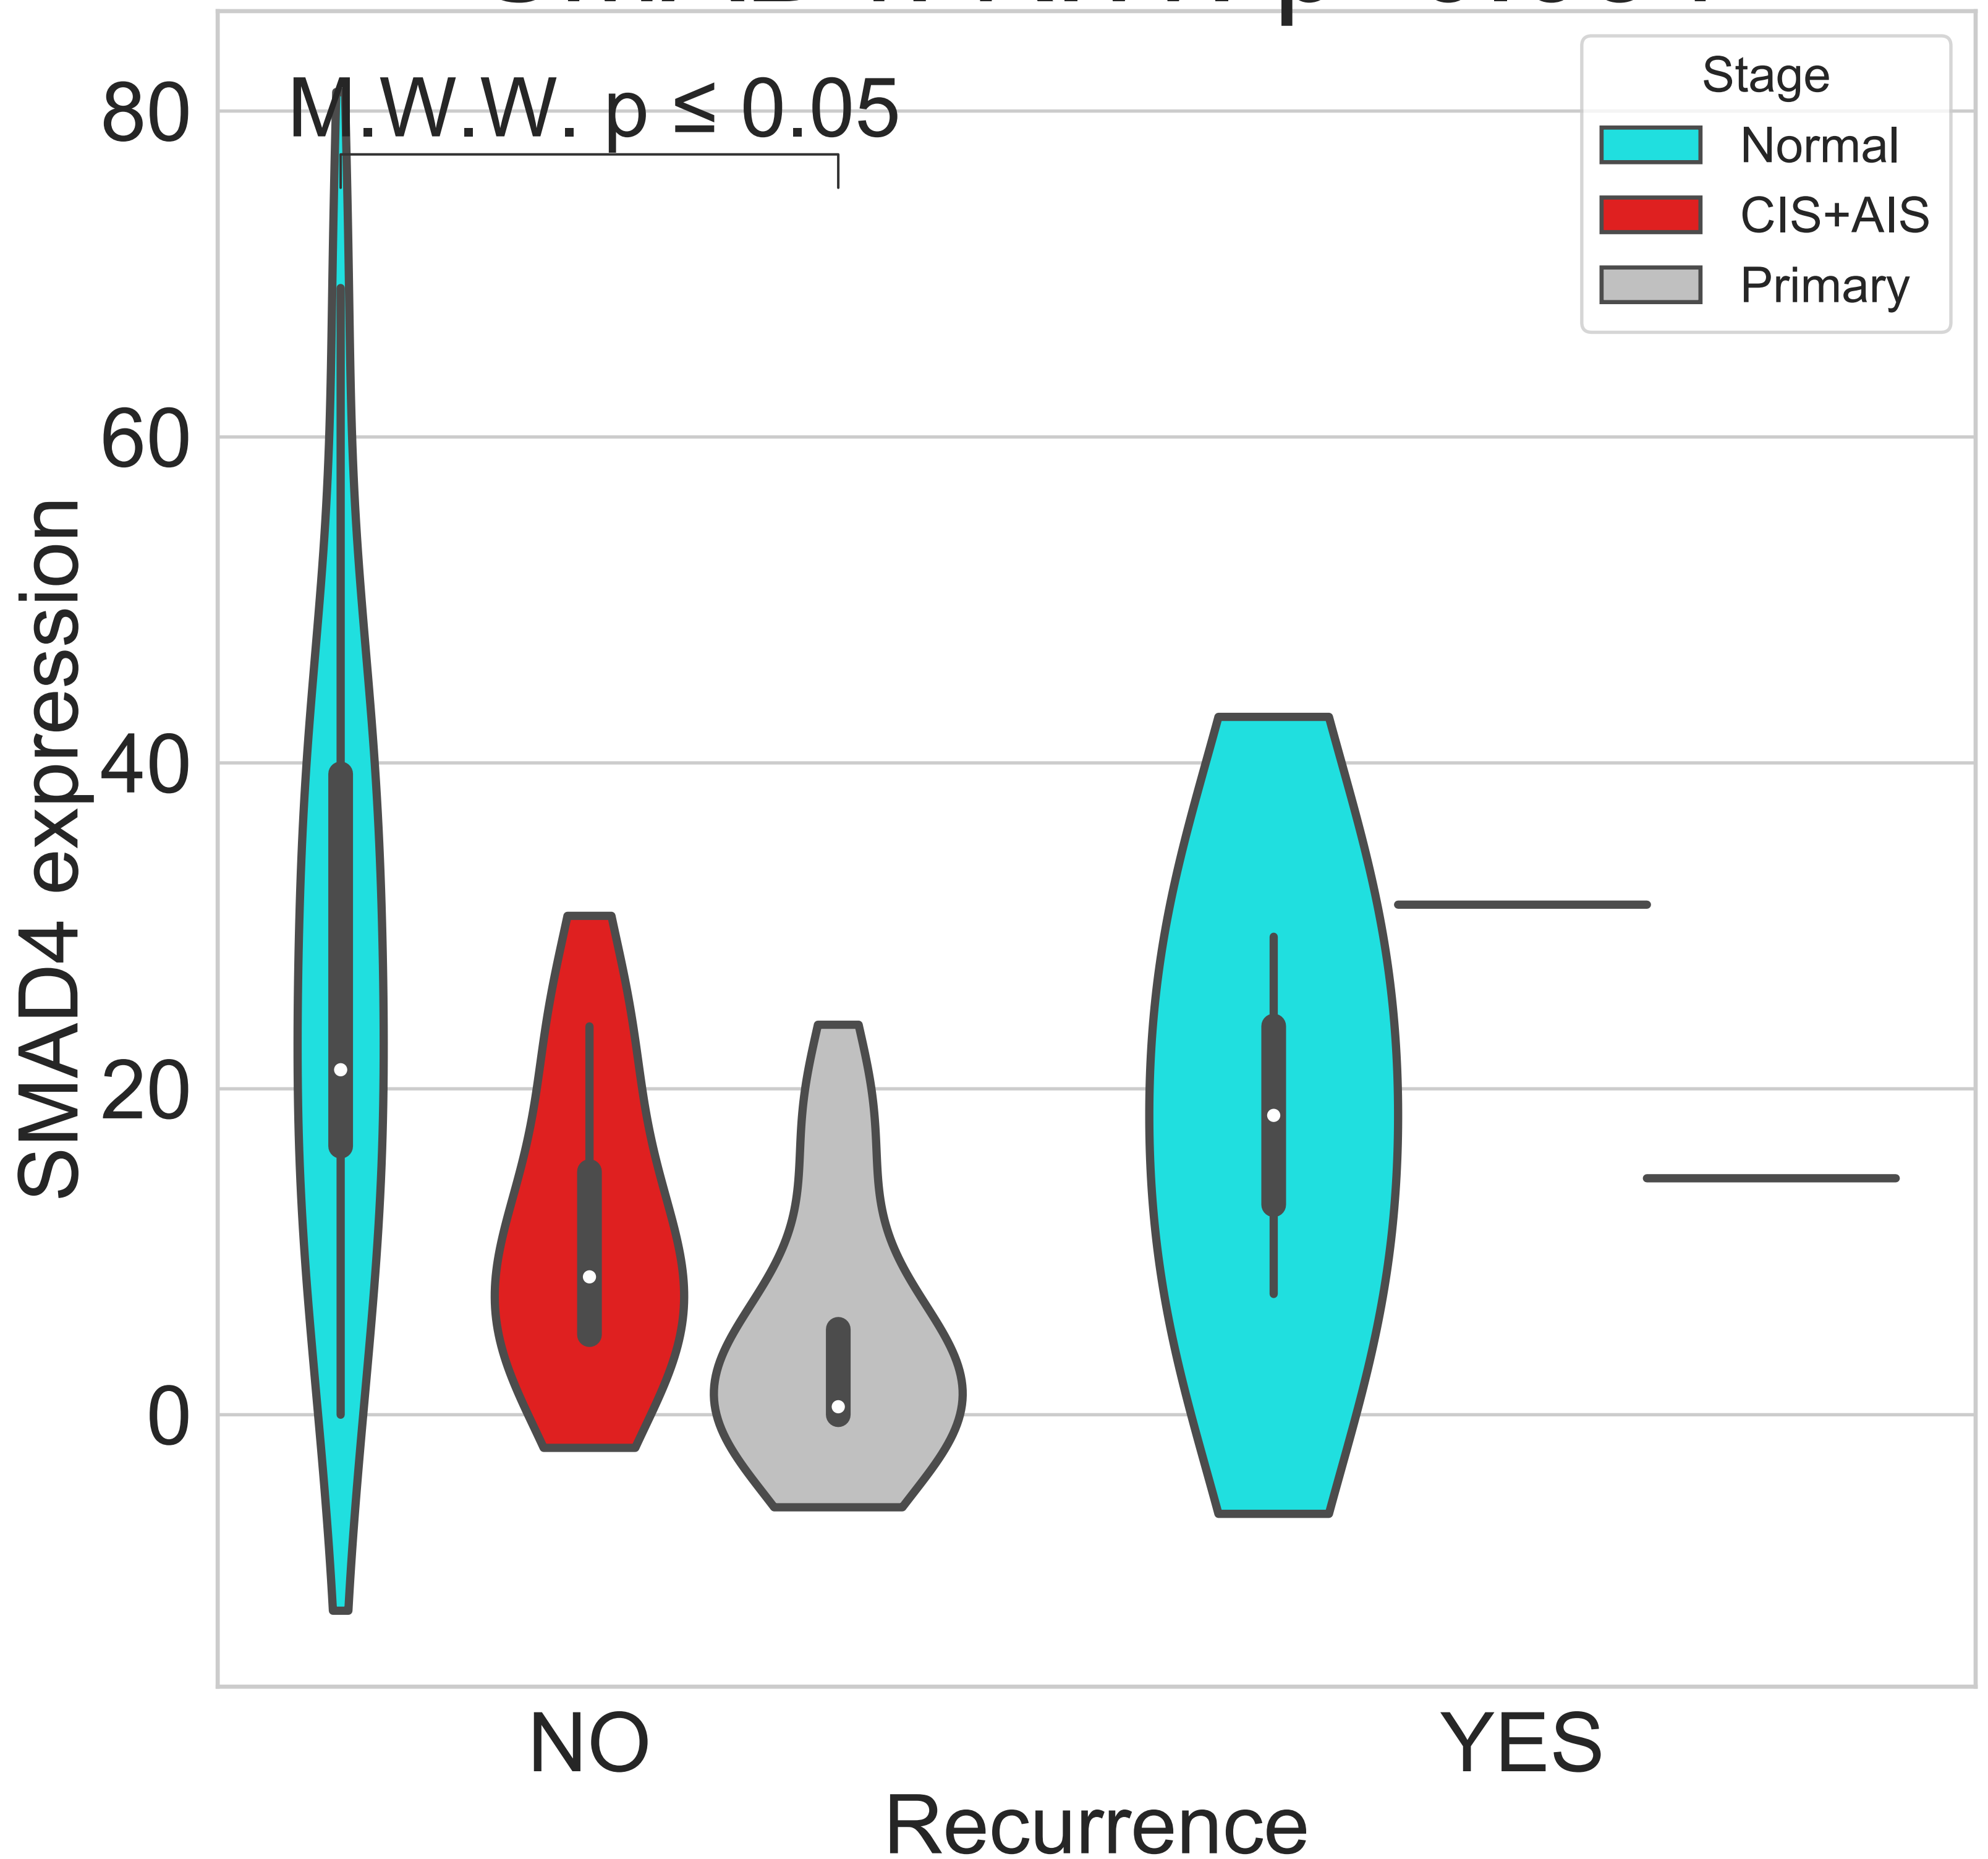 M.W.W. p ≤ 0.05
Stage
Normal
CIS+AIS
Primary
80
60
40
20
0
SMAD4 expression
NO
YES
Recurrence